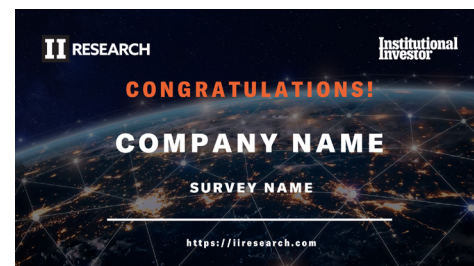 II RESEARCH
Institutional
Investor
CONGRATULATIONS!
COMPANY NAME
SURVEY NAME
https://iiresearch.com